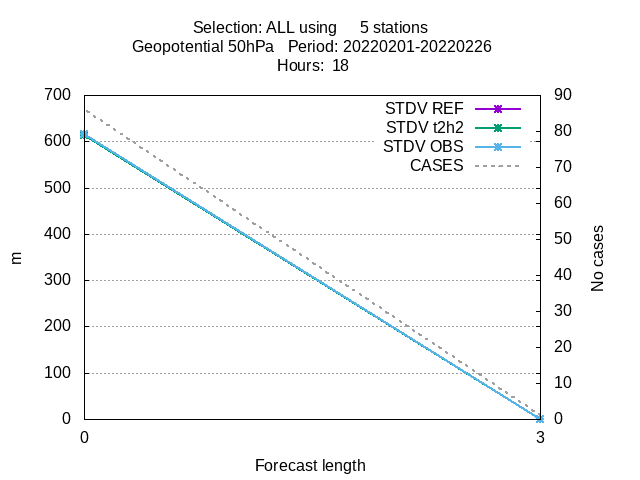 Selection: ALL using     5 stations
Geopotential 50hPa   Period: 20220201-20220226
Hours:  18
700
600
500
400
300
200
100
0
90
80
70
60
50
40
30
20
10
0
STDV REF
STDV t2h2
STDV OBS
CASES
m
No cases
0
3
Forecast length